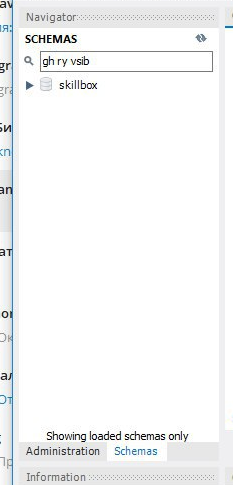 Navigator
SCHEMAS
gh ry vsib
skillbox
Showing loaded schemas only
Administration Schemas
Information